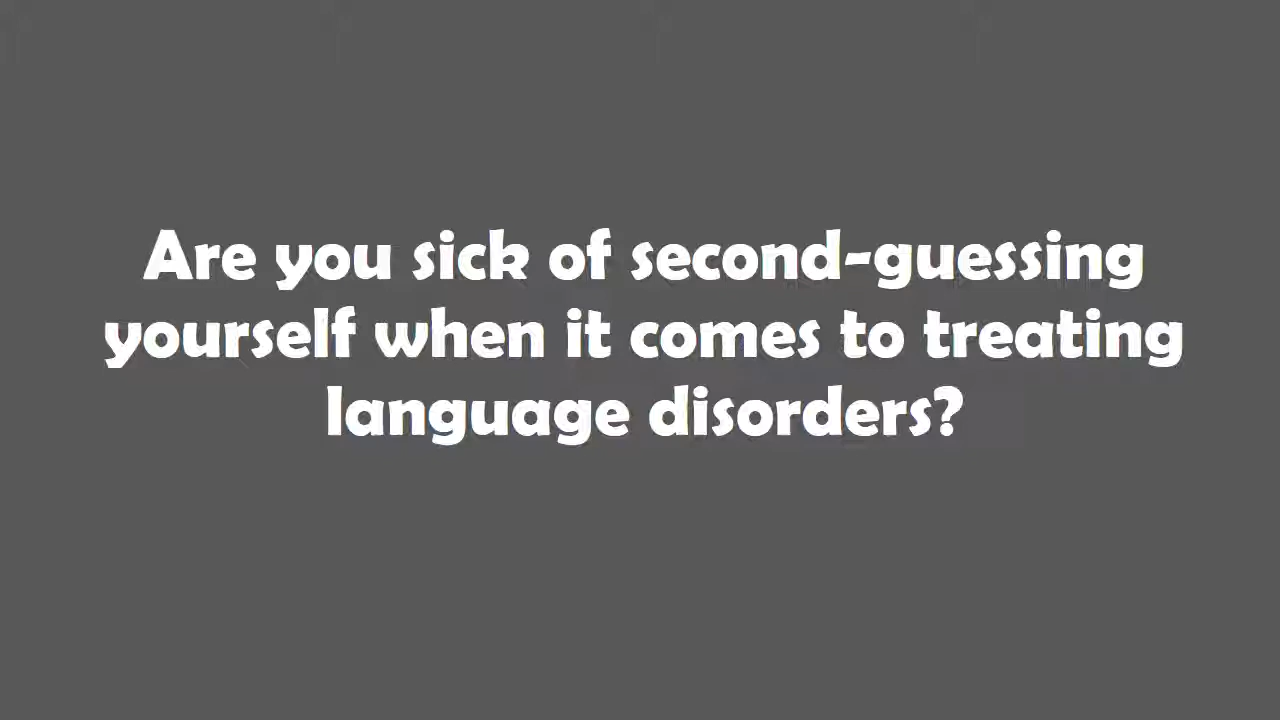 Are you sick of second-guessing
yourself when it comes to treating
language disorders?